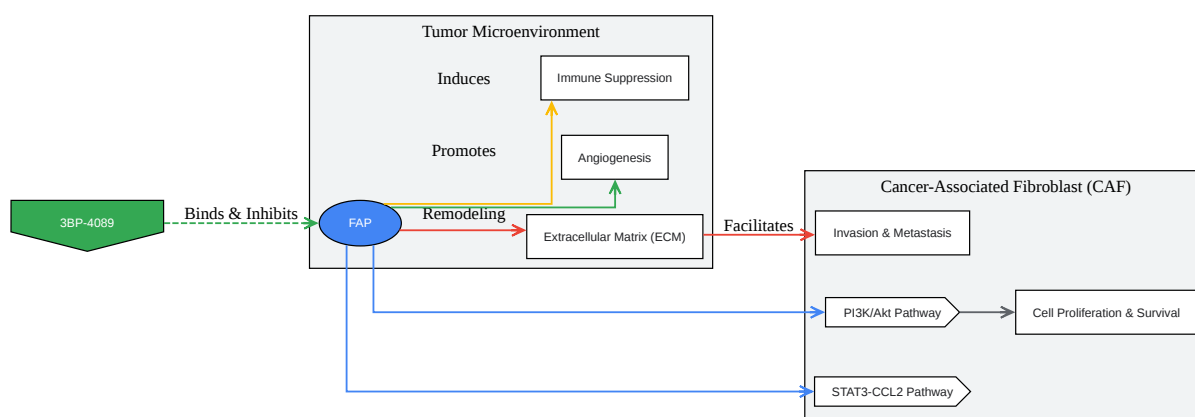 Tumor Microenvironment
Induces
Immune Suppression
Promotes
Angiogenesis
Cancer-Associated Fibroblast (CAF)
3BP-4089
Binds & Inhibits
FAP
Remodeling
Extracellular Matrix (ECM)
Facilitates
Invasion & Metastasis
PI3K/Akt Pathway
Cell Proliferation & Survival
STAT3-CCL2 Pathway